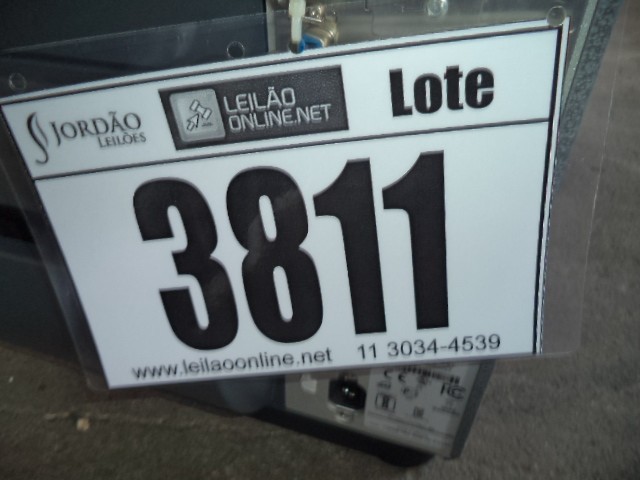 JORDÃO
LEILÕES
LEILÃO
ONLINE.NET
Lote
3811
www.leilaoonline.net 11 3034-4539